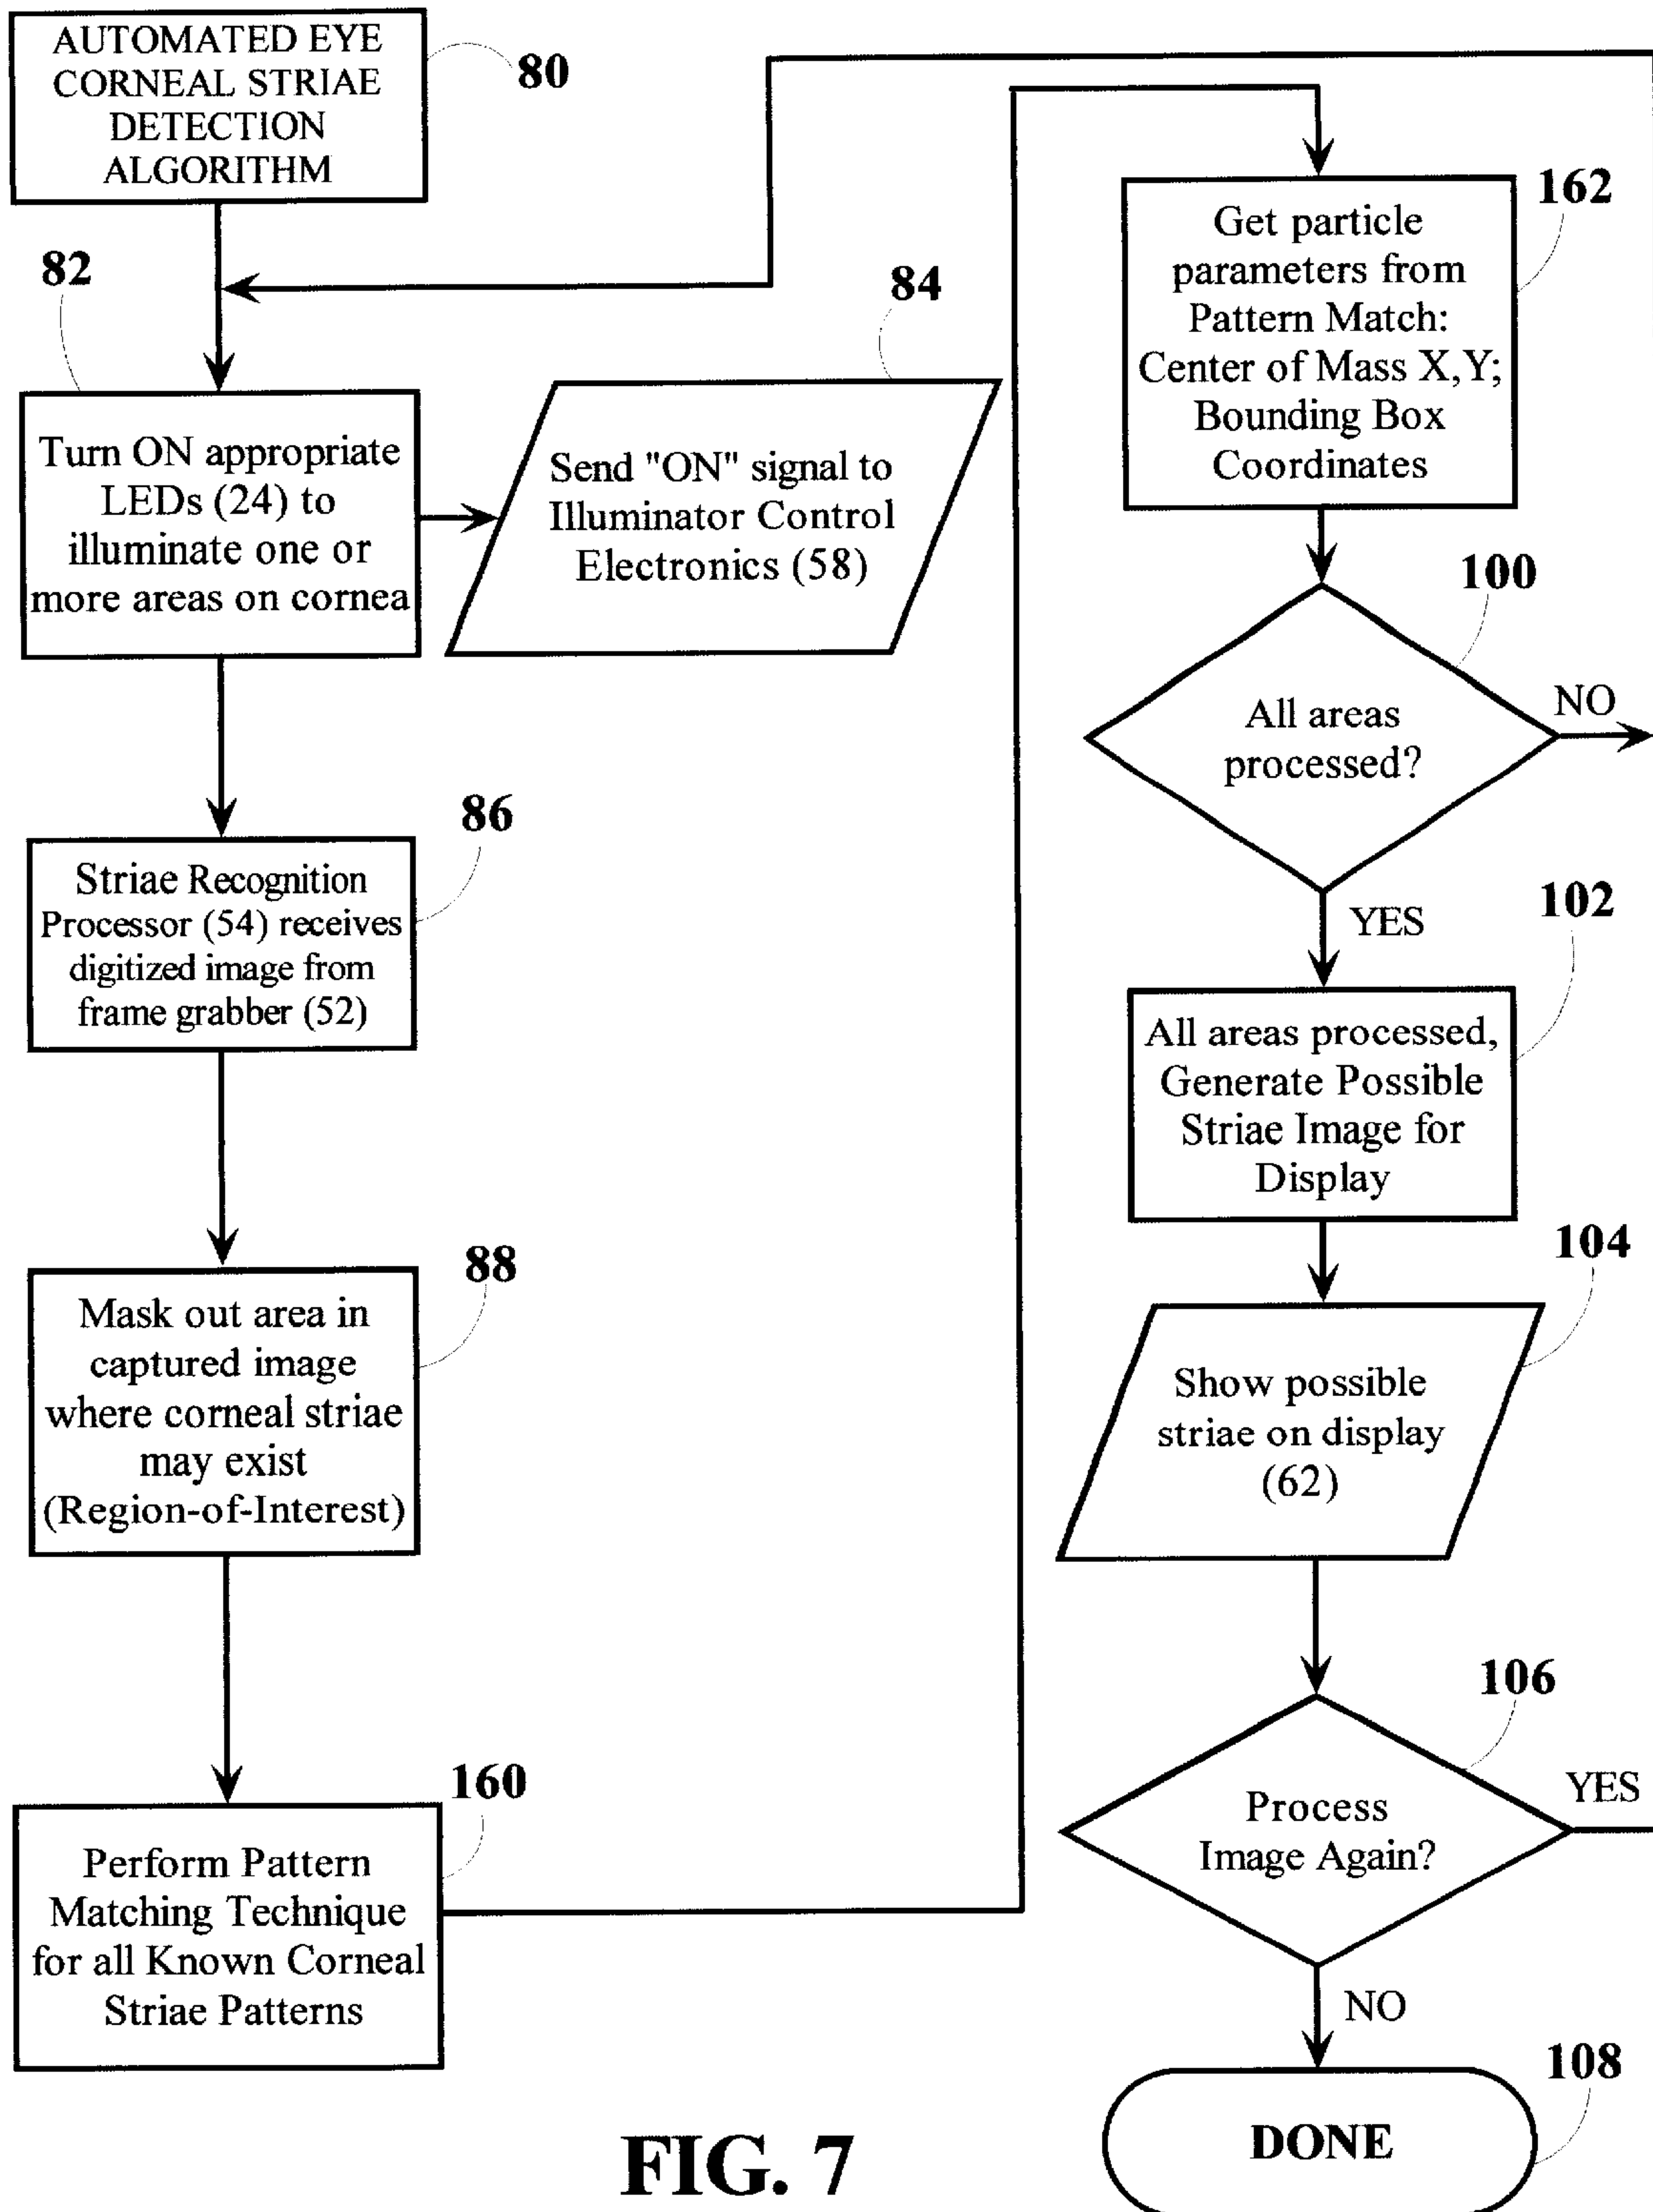 AUTOMATED EYE
CORNEAL STRIAE
DETECTION
ALGORITHM
80
82
Turn ON appropriate
LEDs (24) to
illuminate one or
more areas on cornea
84
Send "ON" signal to
Illuminator Control
Electronics (58)
86
Striae Recognition
Processor (54) receives
digitized image from
frame grabber (52)
88
Mask out area in
captured image
where corneal striae
may exist
(Region-of-Interest)
160
Perform Pattern
Matching Technique
for all Known Corneal
Striae Patterns
162
Get particle
parameters from
Pattern Match:
Center of Mass X,Y;
Bounding Box
Coordinates
100
All areas
processed?
NO
YES
102
All areas processed,
Generate Possible
Striae Image for
Display
104
Show possible
striae on display
(62)
106
Process
Image Again?
YES
NO
108
DONE
FIG. 7